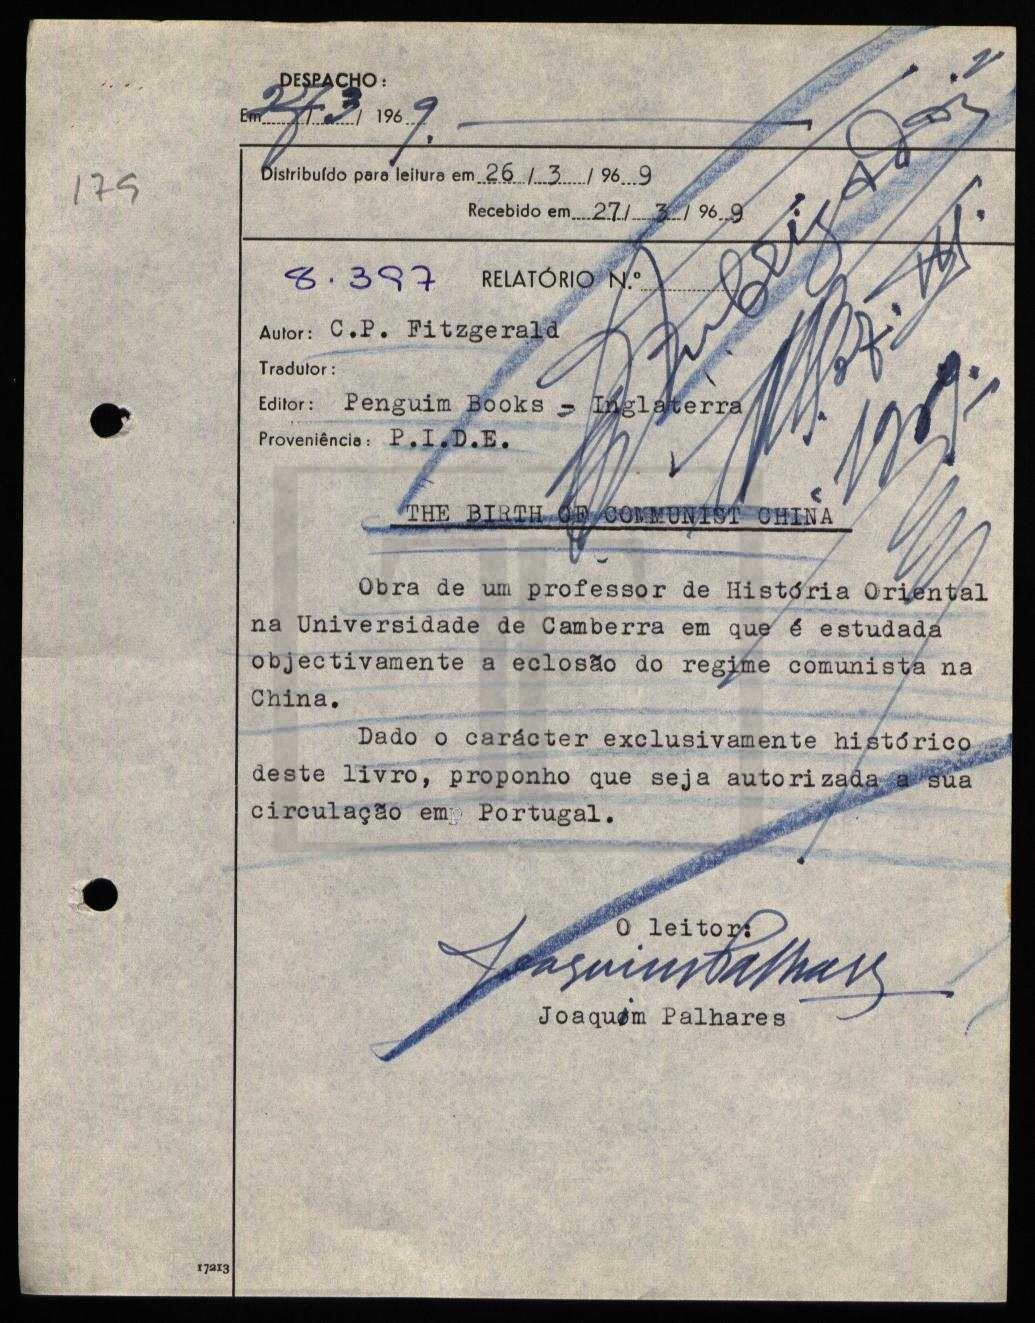 DESPACHO:
Em 27/3/1969.
179
Distribuído para leitura em 26/3/969
Recebido em 27/3/969
8.397 RELATÓRIO N.º
Autor: C.P. Fitzgerald
Tradutor:
Editor: Penguim Books - Inglaterra
Proveniência: P.I.D.E.
THE BIRTH OF COMMUNIST CHINA
Obra de um professor de História Oriental
na Universidade de Camberra em que é estudada
objectivamente a eclosão do regime comunista na
China.
Dado o carácter exclusivamente histórico
deste livro, proponho que seja autorizada a sua
circulação em Portugal.
O leitor:
Joaquim Palhares
Joaquim Palhares
17213